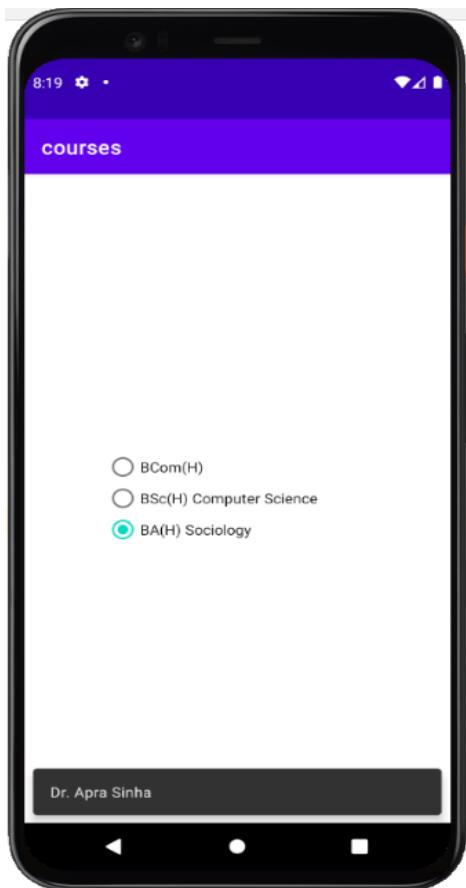 8:19
courses
BCom(H)
BSc(H) Computer Science
BA(H) Sociology
Dr. Apra Sinha